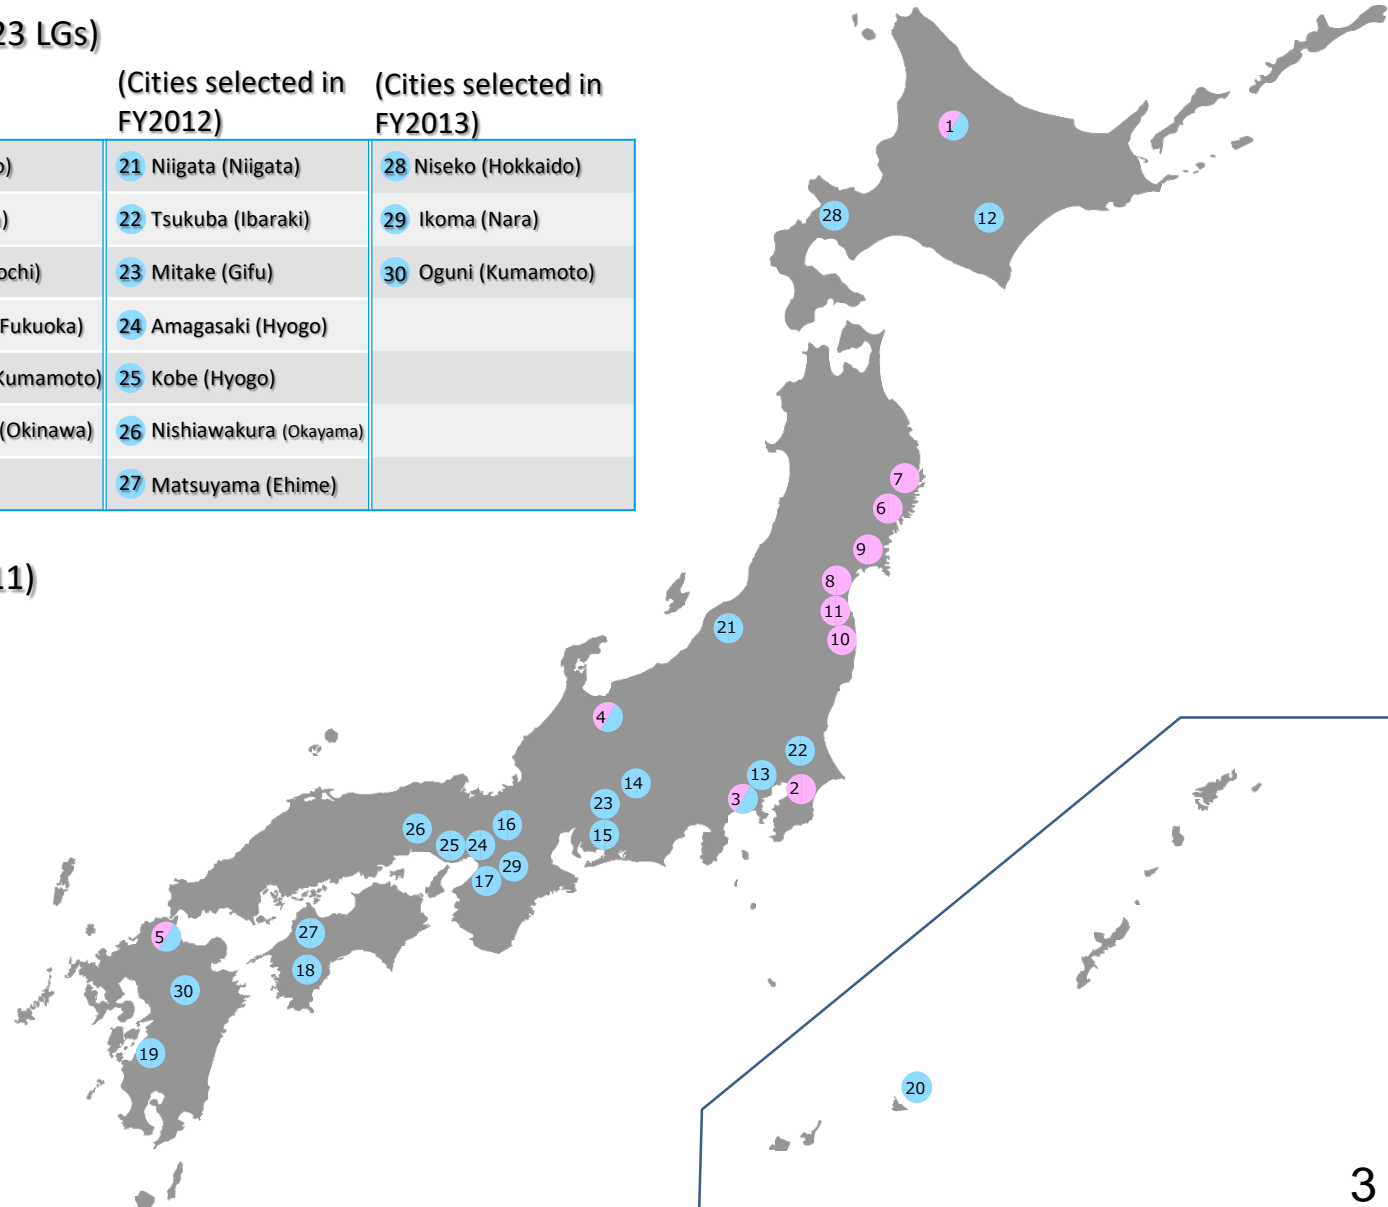 23 LGs)
(Cities selected in
FY2012)
(Cities selected in
FY2013)
o)
21 Niigata (Niigata)
28 Niseko (Hokkaido)
)
22 Tsukuba (Ibaraki)
29 Ikoma (Nara)
ochi)
23 Mitake (Gifu)
30 Oguni (Kumamoto)
Fukuoka)
24 Amagasaki (Hyogo)
Kumamoto)
25 Kobe (Hyogo)
(Okinawa)
26 Nishiawakura (Okayama)
27 Matsuyama (Ehime)
11)
1
28
12
7
6
9
8
11
10
21
4
22
13
2
3
14
23
15
16
26
25
24
29
17
27
18
5
30
19
20
3